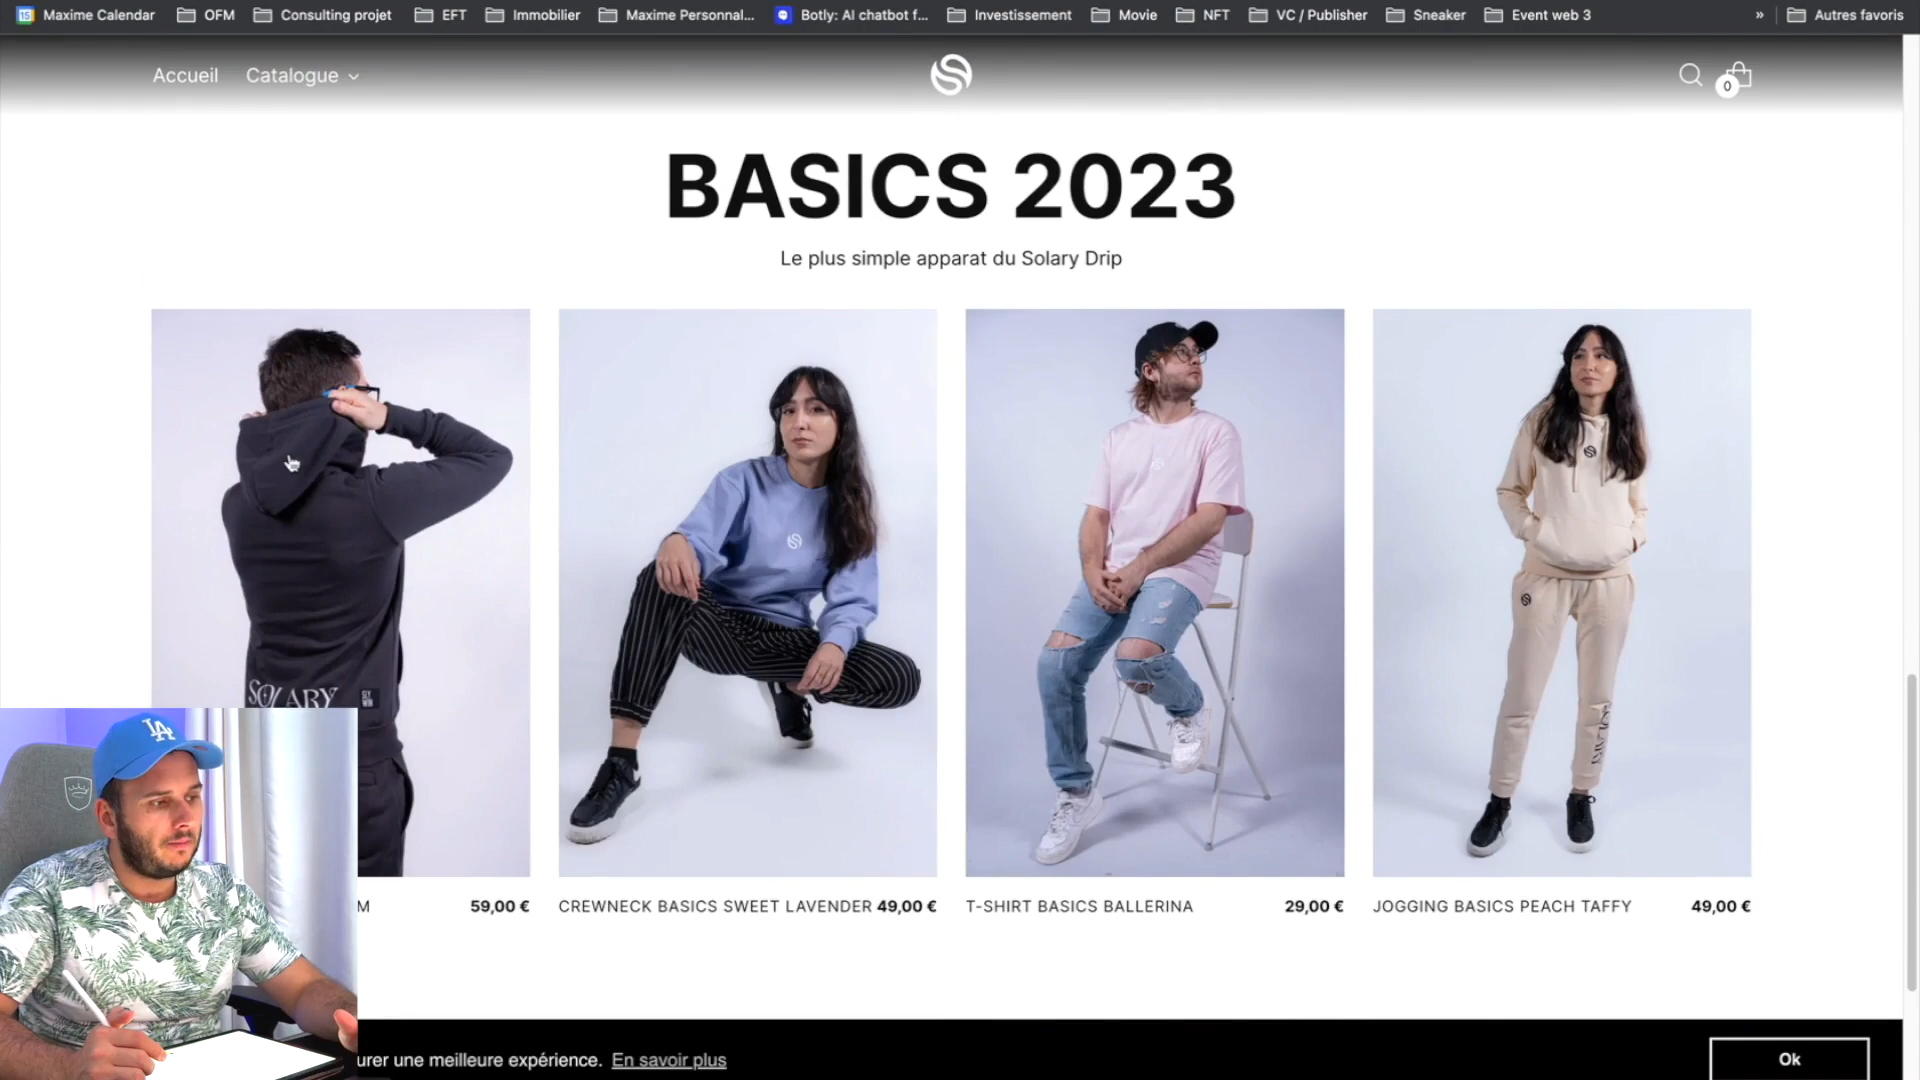 Maxime Calendar OFM Consulting projet EFT Immobilier Maxime Personnal... Botly: AI chatbot f... Investissement Movie NFT VC / Publisher Sneaker Event web 3 » Autres favoris
Accueil Catalogue 0
BASICS 2023
Le plus simple apparat du Solary Drip
SOLARY
LA
M 59,00 €
CREWNECK BASICS SWEET LAVENDER 49,00 €
T-SHIRT BASICS BALLERINA 29,00 €
JOGGING BASICS PEACH TAFFY 49,00 €
urer une meilleure expérience. En savoir plus
Ok